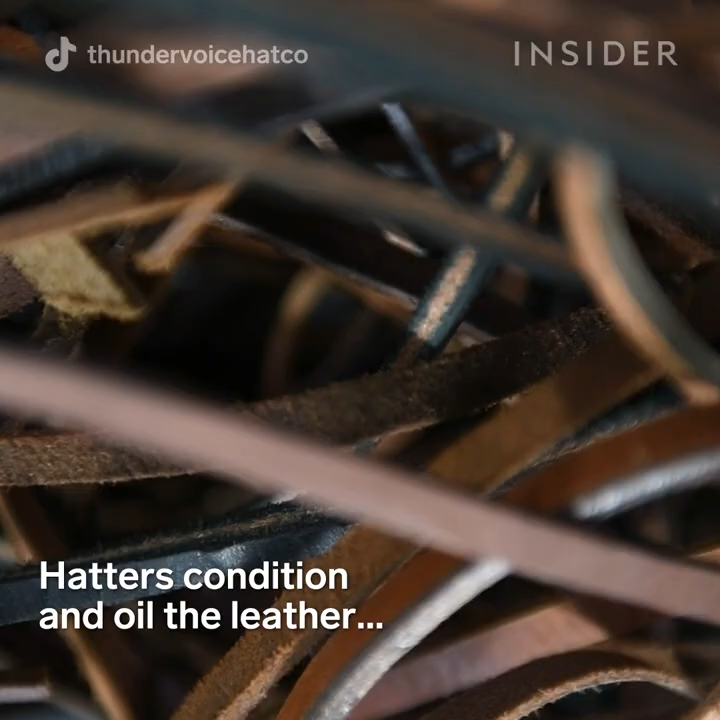 thundervoicehatco
INSIDER
Hatters condition
and oil the leather...